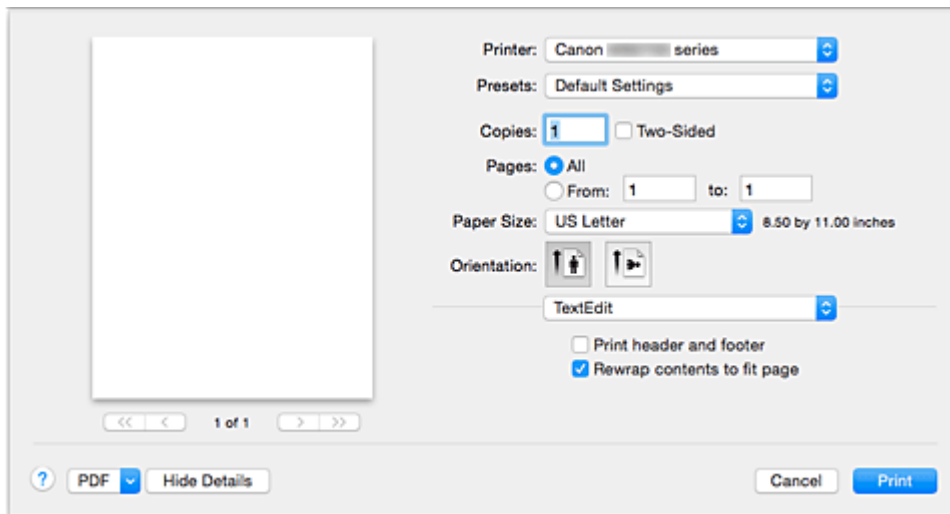 Printer: Canon series
Presets: Default Settings
Copies: 1 Two-Sided
Pages: All
From: 1 to: 1
Paper Size: US Letter 8.50 by 11.00 inches
Orientation:
TextEdit
Print header and footer
Rewrap contents to fit page
<< < 1 of 1 > >>
? PDF Hide Details Cancel Print